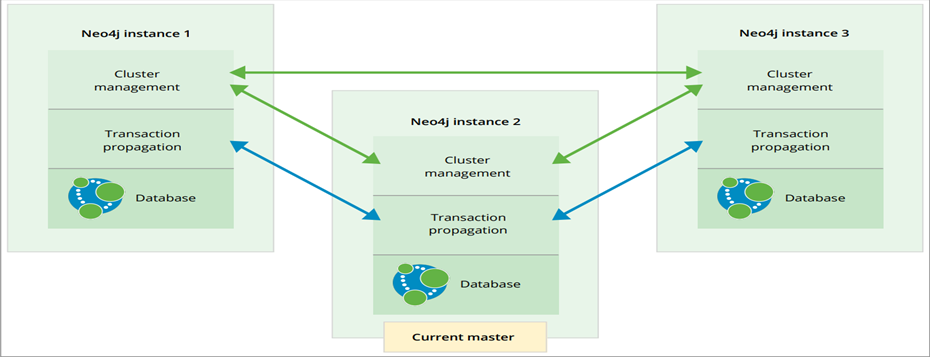 Neo4j instance 1
Cluster
management
Transaction
propagation
Database
Neo4j instance 2
Cluster
management
Transaction
propagation
Database
Current master
Neo4j instance 3
Cluster
management
Transaction
propagation
Database